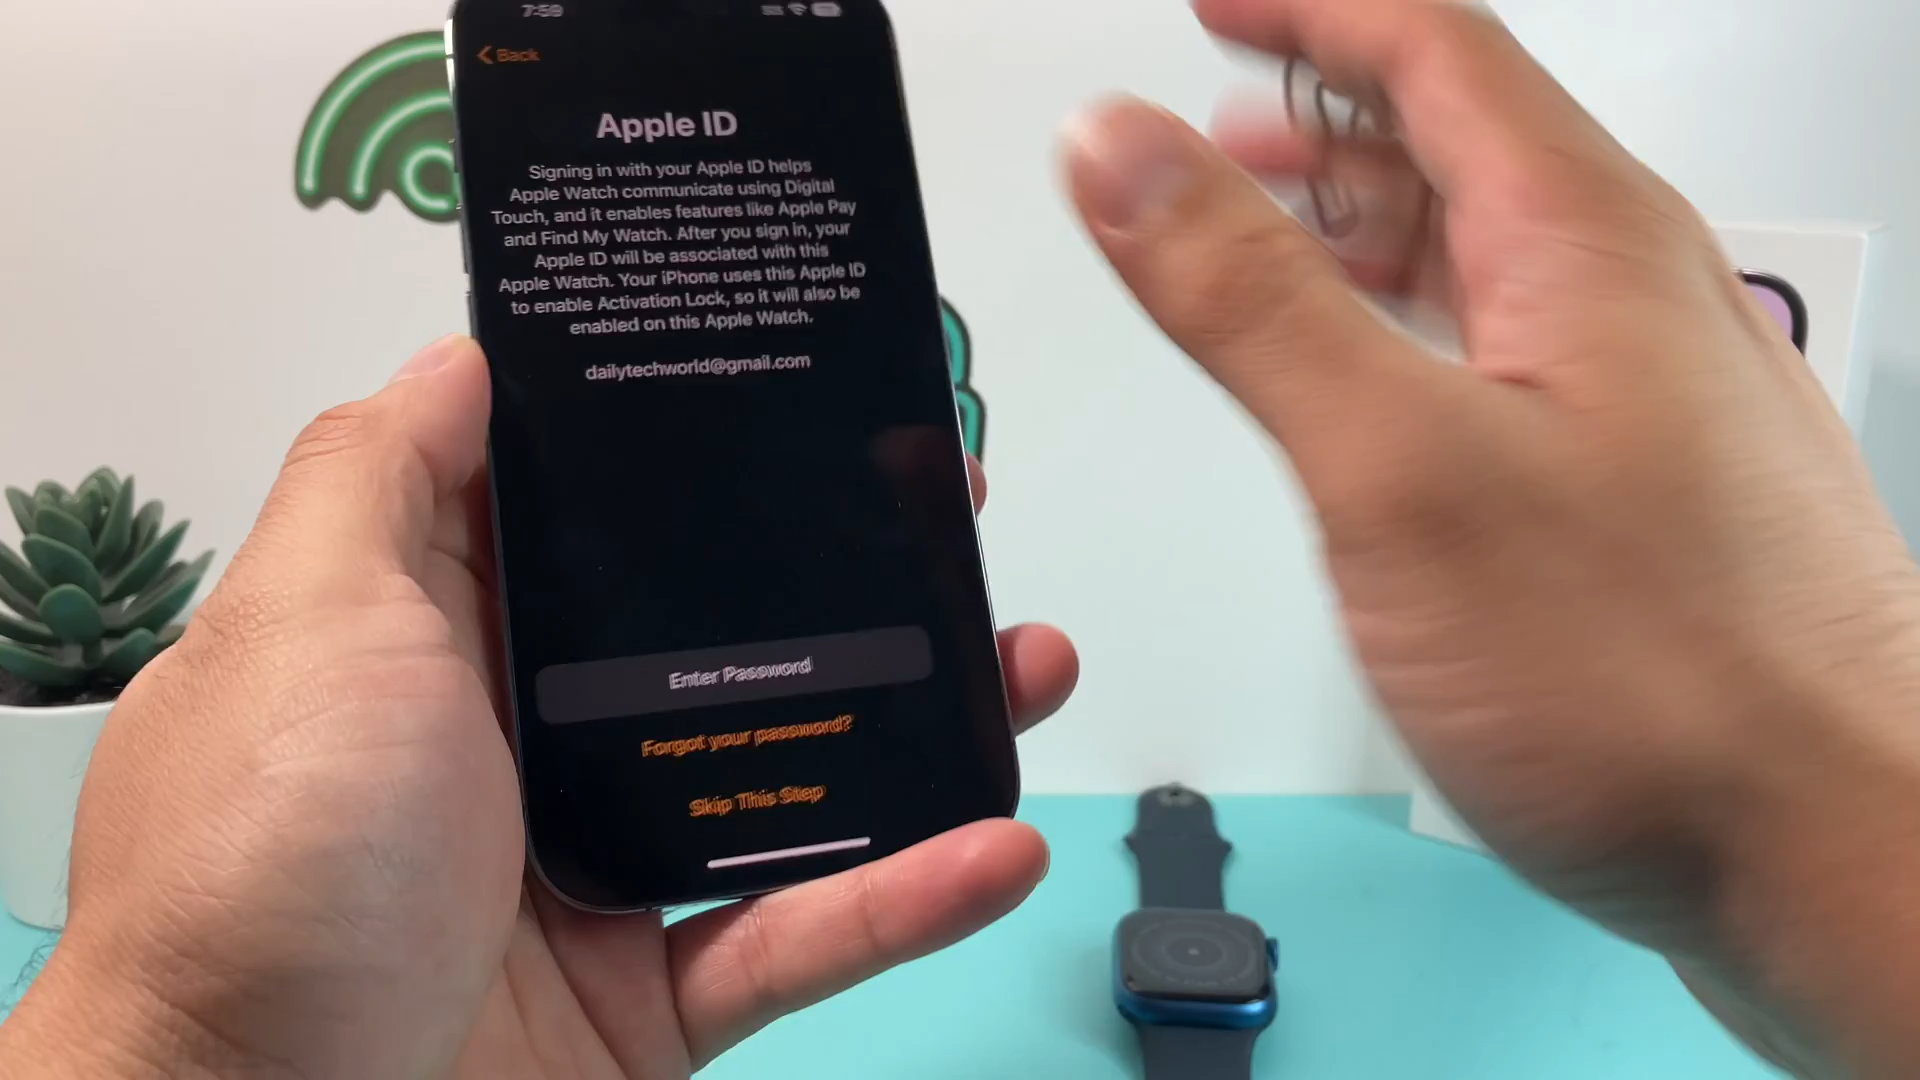 7:59
Back
Apple ID
Signing in with your Apple ID helps
Apple Watch communicate using Digital
Touch, and it enables features like Apple Pay
and Find My Watch. After you sign in, your
Apple ID will be associated with this
Apple Watch. Your iPhone uses this Apple ID
to enable Activation Lock, so it will also be
enabled on this Apple Watch.
dailytechworld@gmail.com
Enter Password
Forgot your password?
Skip This Step